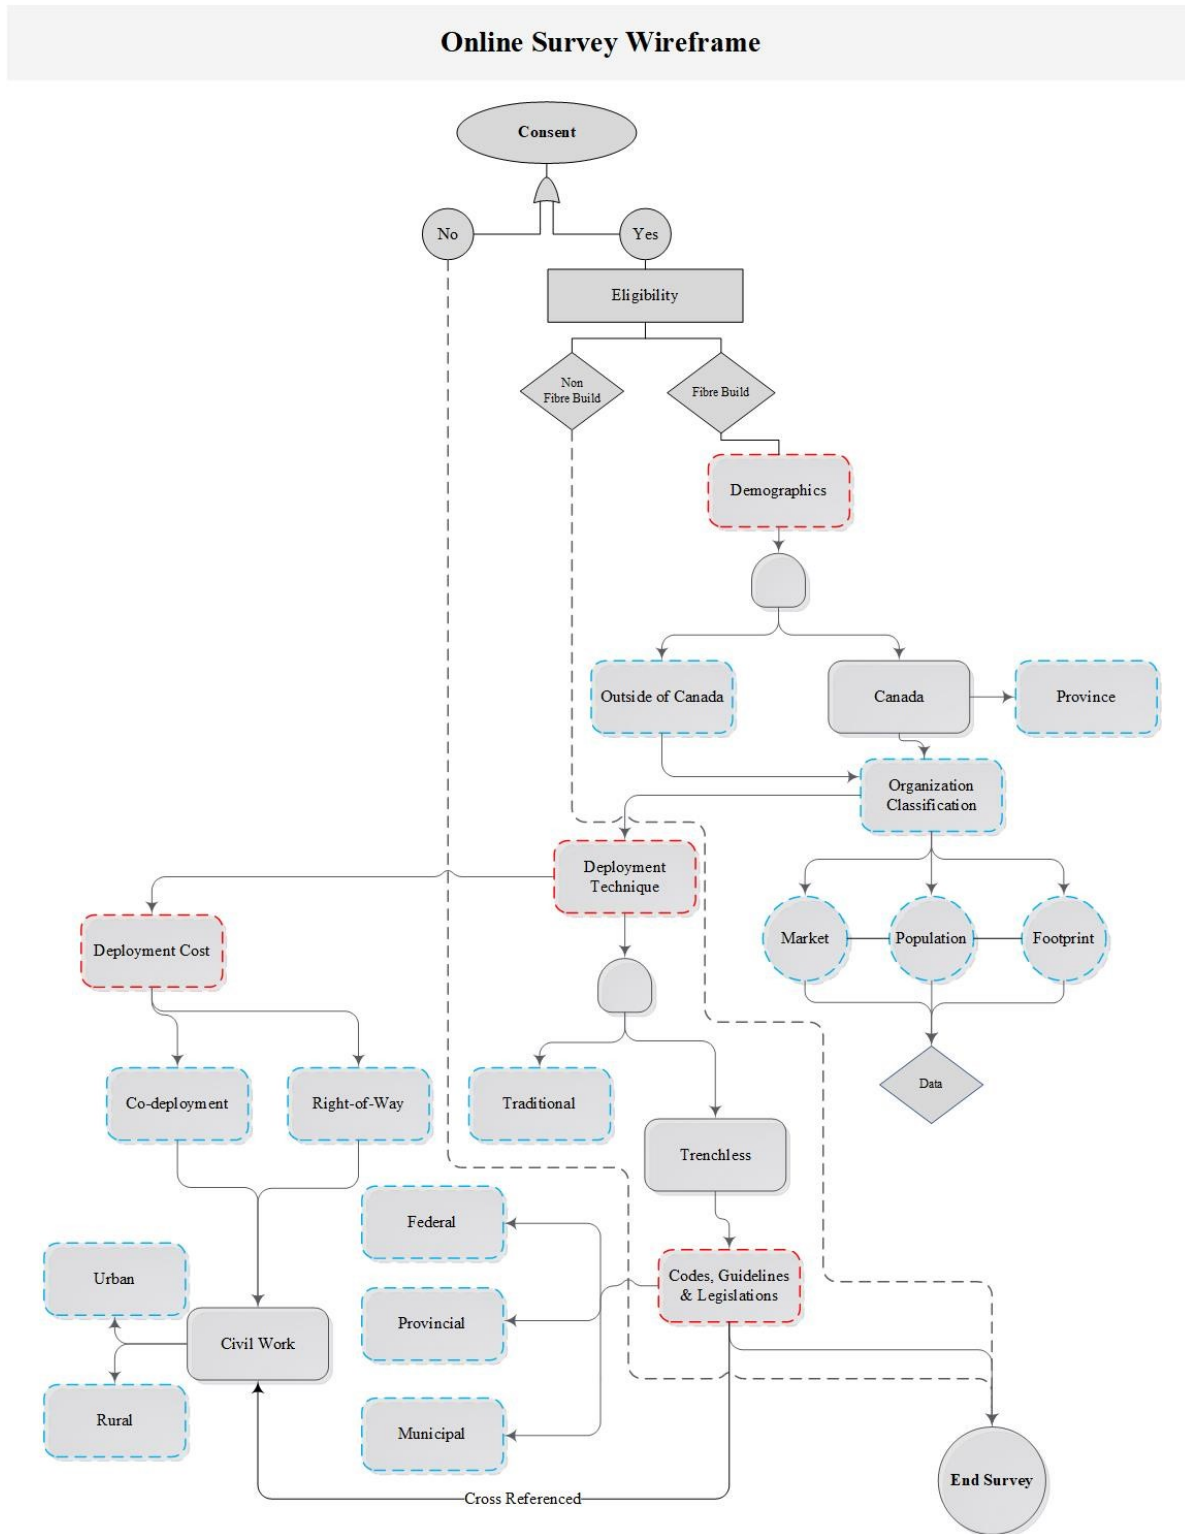 Online Survey Wireframe
Consent
No
Yes
Eligibility
Non
Fibre Build
Fibre Build
Demographics
Outside of Canada
Canada
Province
Organization
Classification
Deployment
Technique
Deployment Cost
Market
Population
Footprint
Data
Co-deployment
Right-of-Way
Traditional
Trenchless
Federal
Urban
Codes, Guidelines
& Legislations
Provincial
Civil Work
Rural
Municipal
End Survey
Cross Referenced